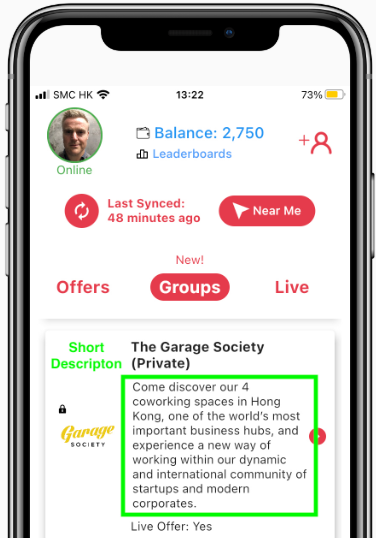 SMC HK 13:22 73%
Balance: 2,750
Leaderboards
Online
Last Synced:
48 minutes ago
Near Me
New!
Offers Groups Live
Short
Descripton
The Garage Society
(Private)
Come discover our 4
coworking spaces in Hong
Kong, one of the world's most
important business hubs, and
experience a new way of
working within our dynamic
and international community of
startups and modern
corporates.
Garage
SOCIETY
Live Offer: Yes